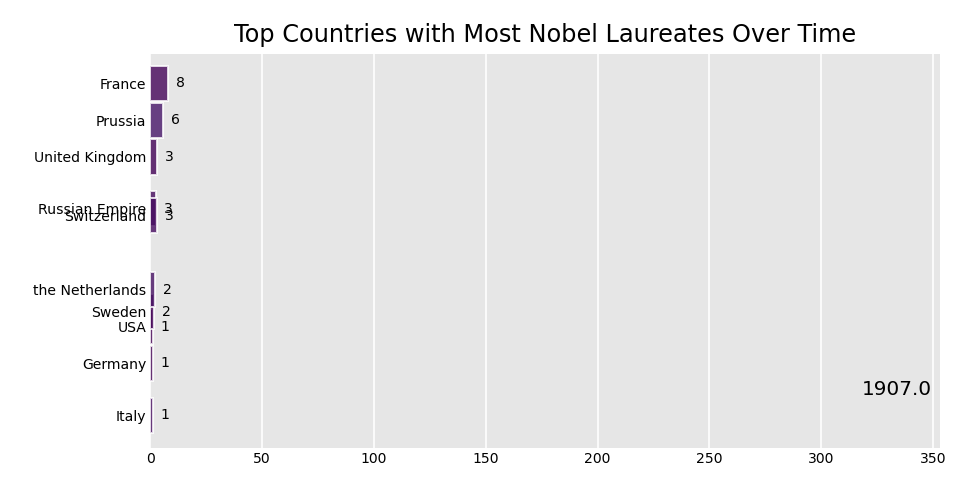 Top Countries with Most Nobel Laureates Over Time
France 8
Prussia 6
United Kingdom 3
Russian Empire 3
Switzerland 3
the Netherlands 2
Sweden 2
USA 1
Germany 1
1907.0
Italy 1
0 50 100 150 200 250 300 350